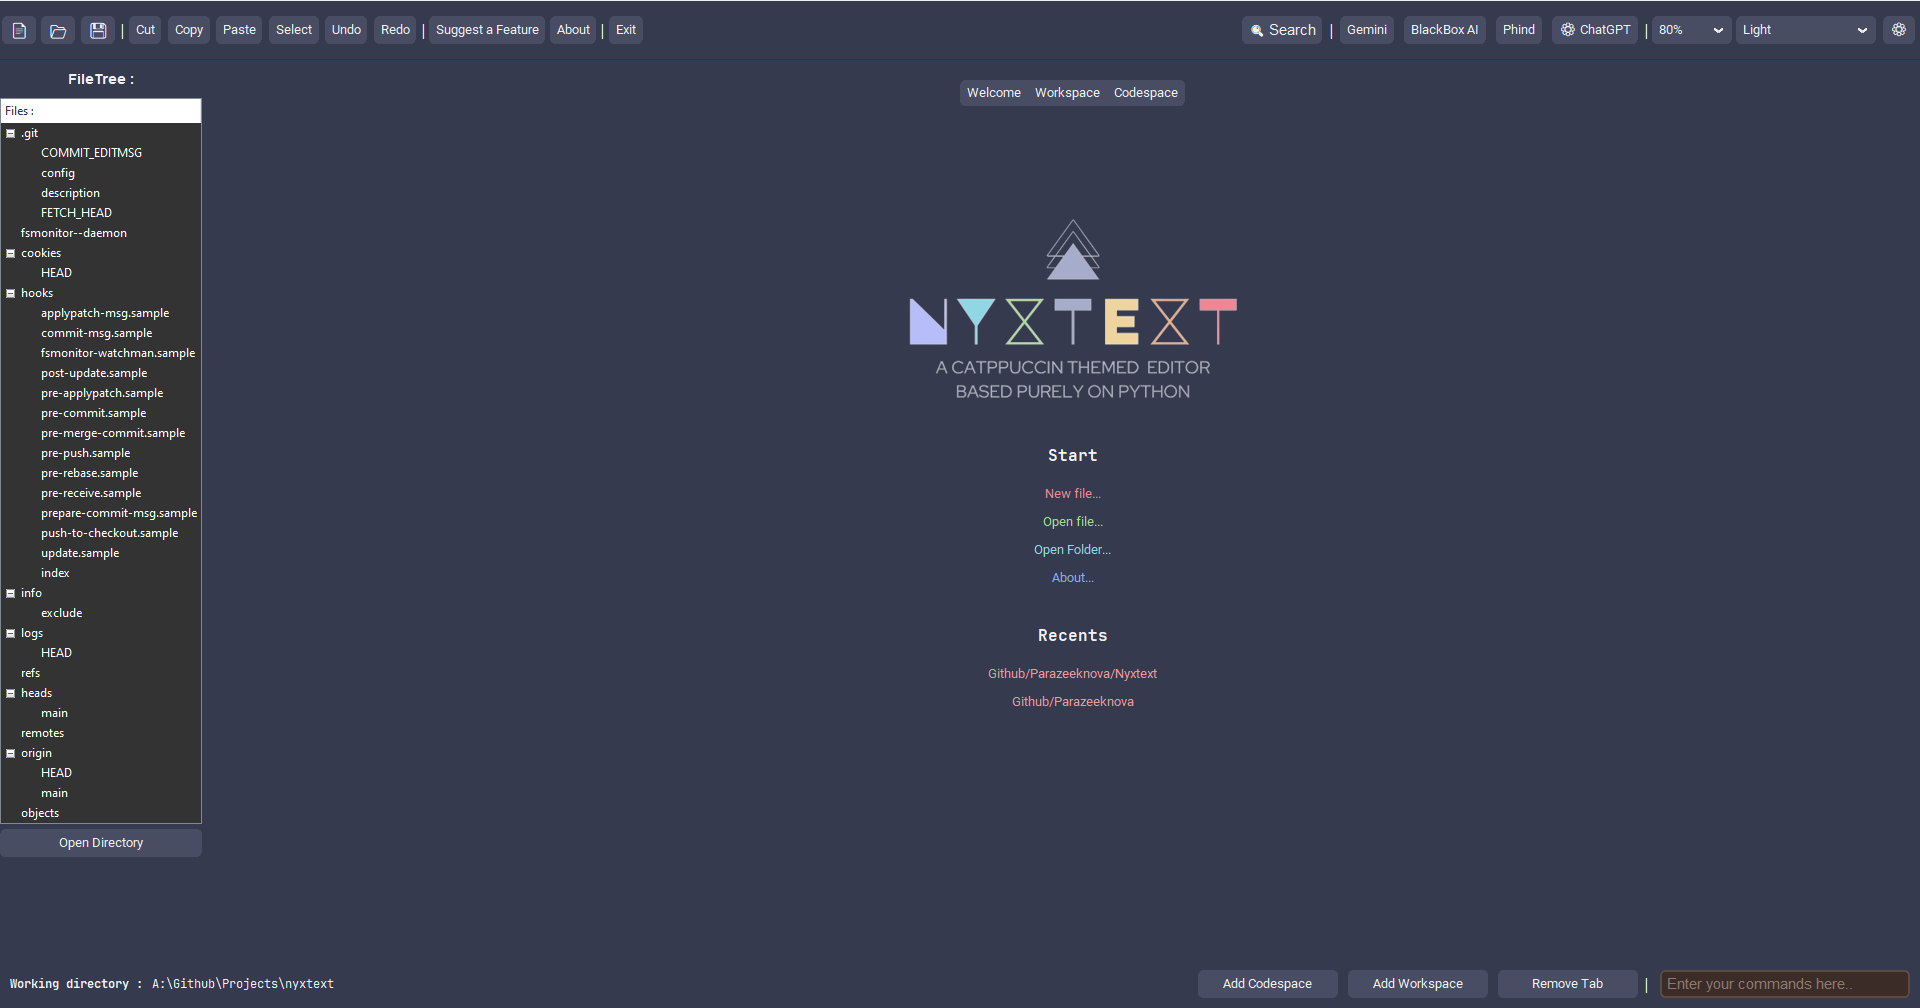 | Cut Copy Paste Select Undo Redo | Suggest a Feature About | Exit Search | Gemini BlackBox AI Phind ChatGPT | 80% Light
FileTree :
Files :
.git
COMMIT_EDITMSG
config
description
FETCH_HEAD
fsmonitor--daemon
cookies
HEAD
hooks
applypatch-msg.sample
commit-msg.sample
fsmonitor-watchman.sample
post-update.sample
pre-applypatch.sample
pre-commit.sample
pre-merge-commit.sample
pre-push.sample
pre-rebase.sample
pre-receive.sample
prepare-commit-msg.sample
push-to-checkout.sample
update.sample
index
info
exclude
logs
HEAD
refs
heads
main
remotes
origin
HEAD
main
objects
Open Directory
Welcome Workspace Codespace
NYXTEXT
A CATPPUCCIN THEMED EDITOR
BASED PURELY ON PYTHON
Start
New file...
Open file...
Open Folder...
About...
Recents
Github/Parazeeknova/Nyxtext
Github/Parazeeknova
Working directory : A:\Github\Projects\nyxtext Add Codespace Add Workspace Remove Tab | Enter your commands here..